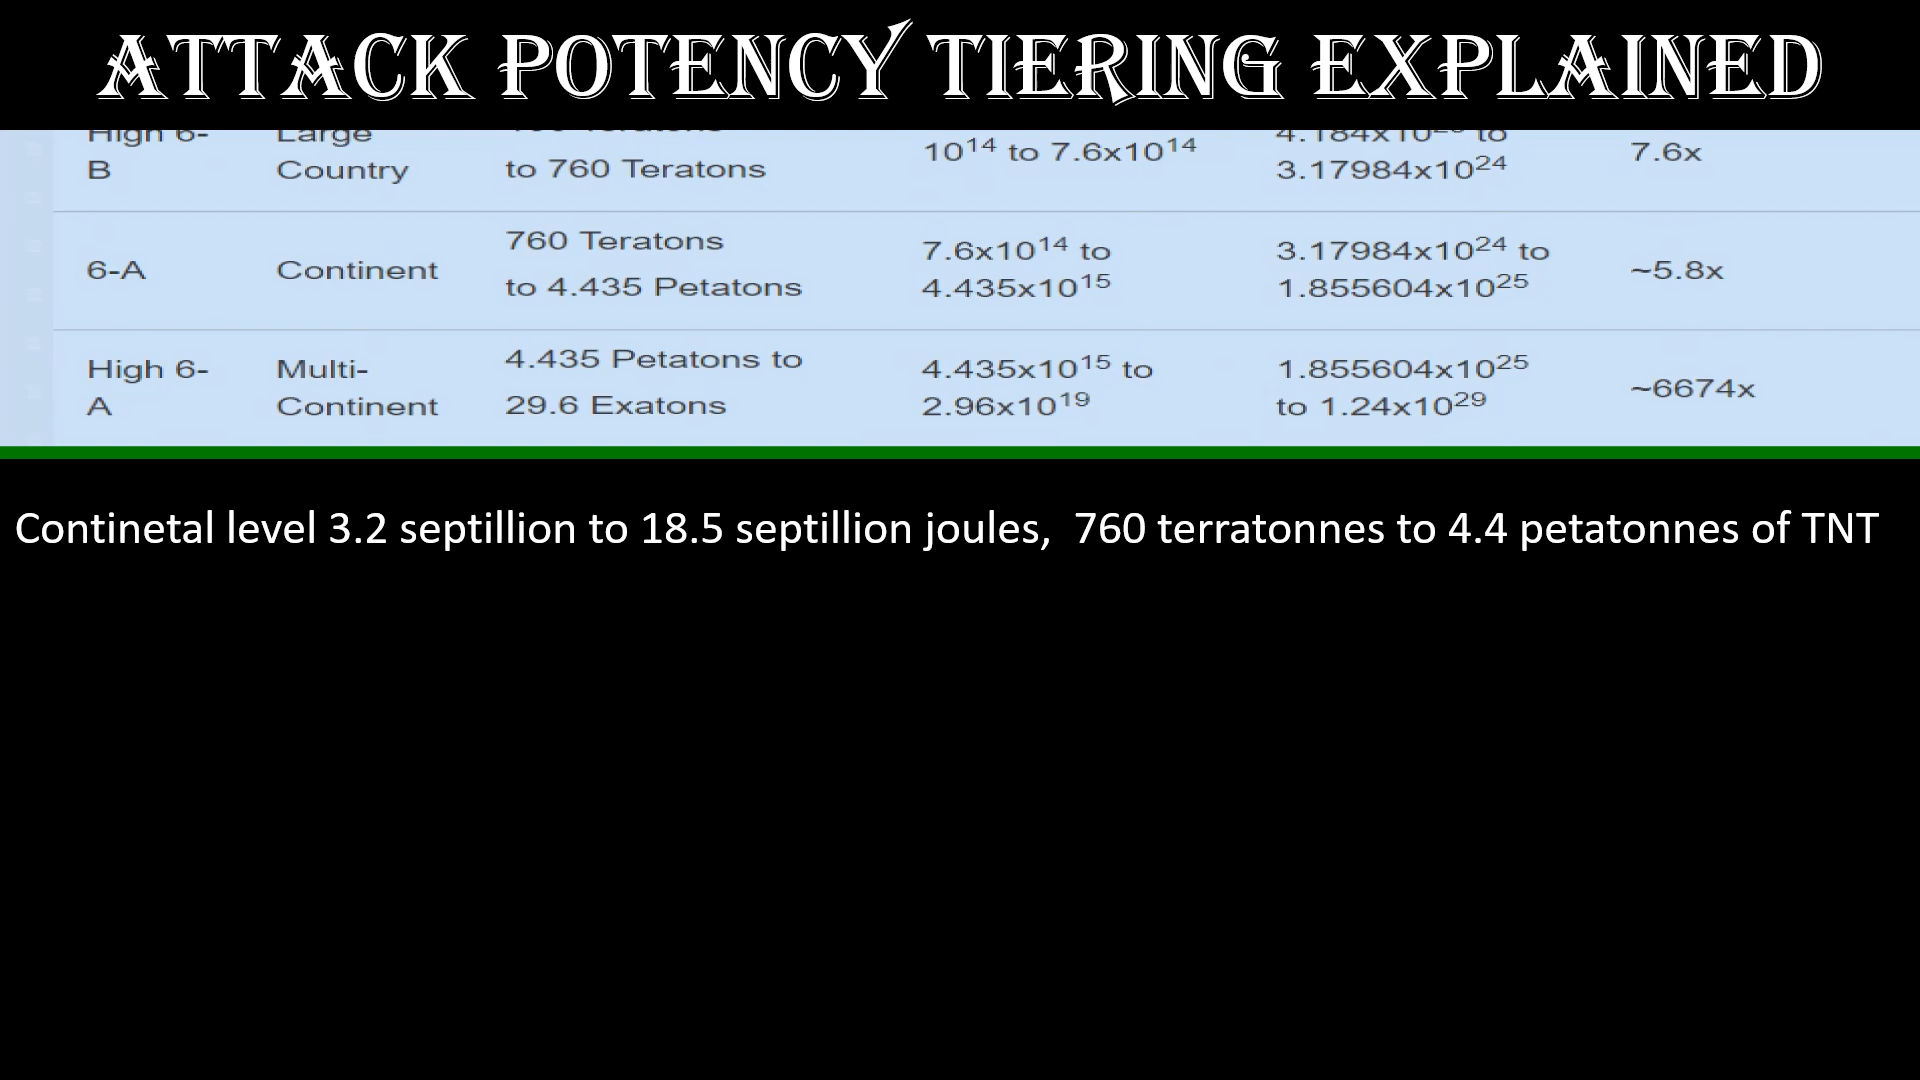 ATTACK POTENCY TIERING EXPLAINED
High 6-
B
Large
Country
to 760 Teratons
10¹⁴ to 7.6x10¹⁴
3.17984x10²⁴
7.6x
6-A
Continent
760 Teratons
to 4.435 Petatons
7.6x10¹⁴ to
4.435x10¹⁵
3.17984x10²⁴ to
1.855604x10²⁵
~5.8x
High 6-
A
Multi-
Continent
4.435 Petatons to
29.6 Exatons
4.435x10¹⁵ to
2.96x10¹⁹
1.855604x10²⁵
to 1.24x10²⁹
~6674x
Continetal level 3.2 septillion to 18.5 septillion joules,  760 terratonnes to 4.4 petatonnes of TNT